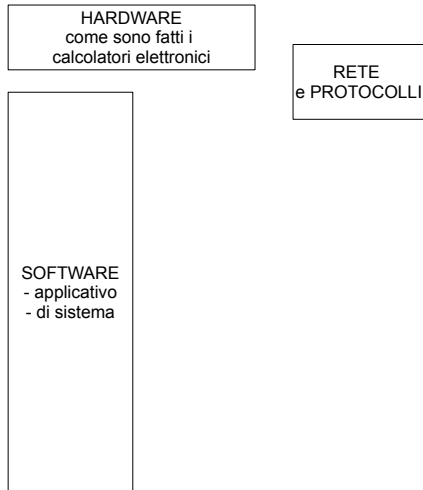 HARDWARE
come sono fatti i
calcolatori elettronici
RETE
e PROTOCOLLI
SOFTWARE
- applicativo
- di sistema